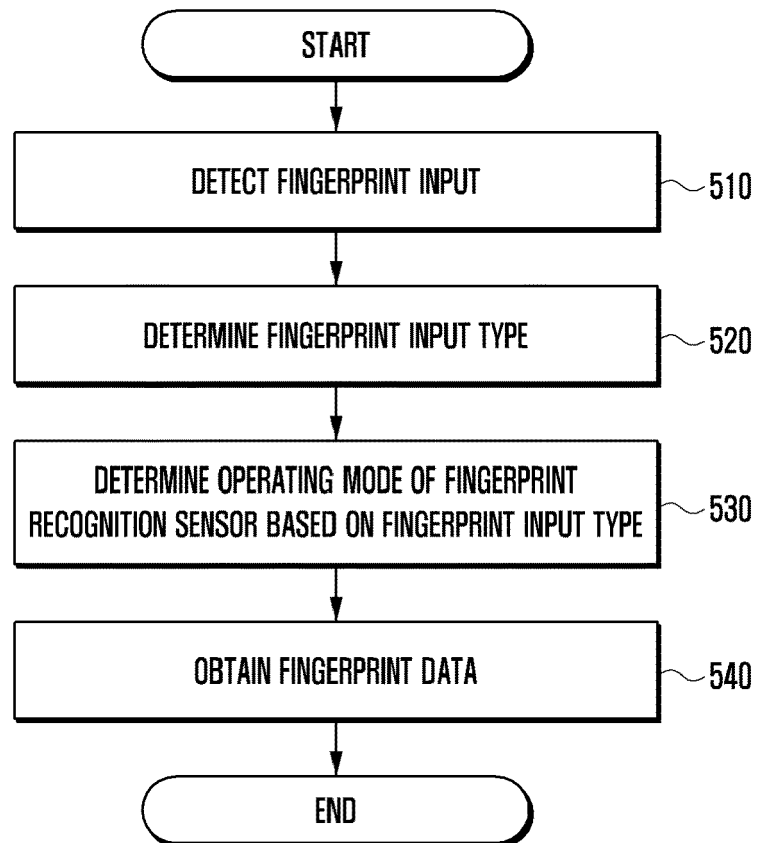 START
DETECT FINGERPRINT INPUT
510
DETERMINE FINGERPRINT INPUT TYPE
520
DETERMINE OPERATING MODE OF FINGERPRINT
RECOGNITION SENSOR BASED ON FINGERPRINT INPUT TYPE
530
OBTAIN FINGERPRINT DATA
540
END